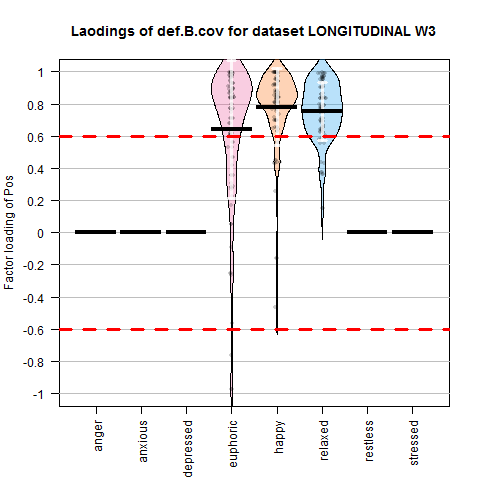 Laodings of def.B.cov for dataset LONGITUDINAL W3
Factor loading of Pos
1
0.8
0.6
0.4
0.2
0
-0.2
-0.4
-0.6
-0.8
-1
anger
anxious
depressed
euphoric
happy
relaxed
restless
stressed